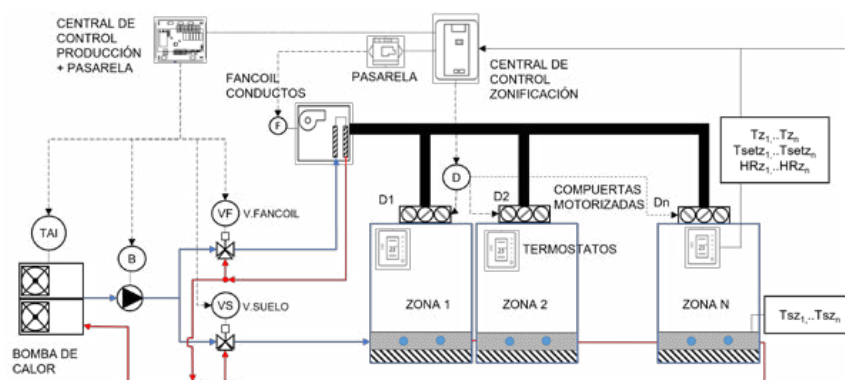 CENTRAL DE
CONTROL
PRODUCCIÓN
+ PASARELA
FANCOIL
CONDUCTOS
PASARELA
CENTRAL DE
CONTROL
ZONIFICACIÓN
Tz1,..Tzn
Tsetz1,..Tsetzn
HRz1,..HRzn
F
D
D1
D2
COMPUERTAS
MOTORIZADAS
Dn
TAI
B
VF
V.FANCOIL
TERMOSTATOS
VS
V.SUELO
ZONA 1
ZONA 2
ZONA N
Tsz1,..Tszn
BOMBA DE
CALOR